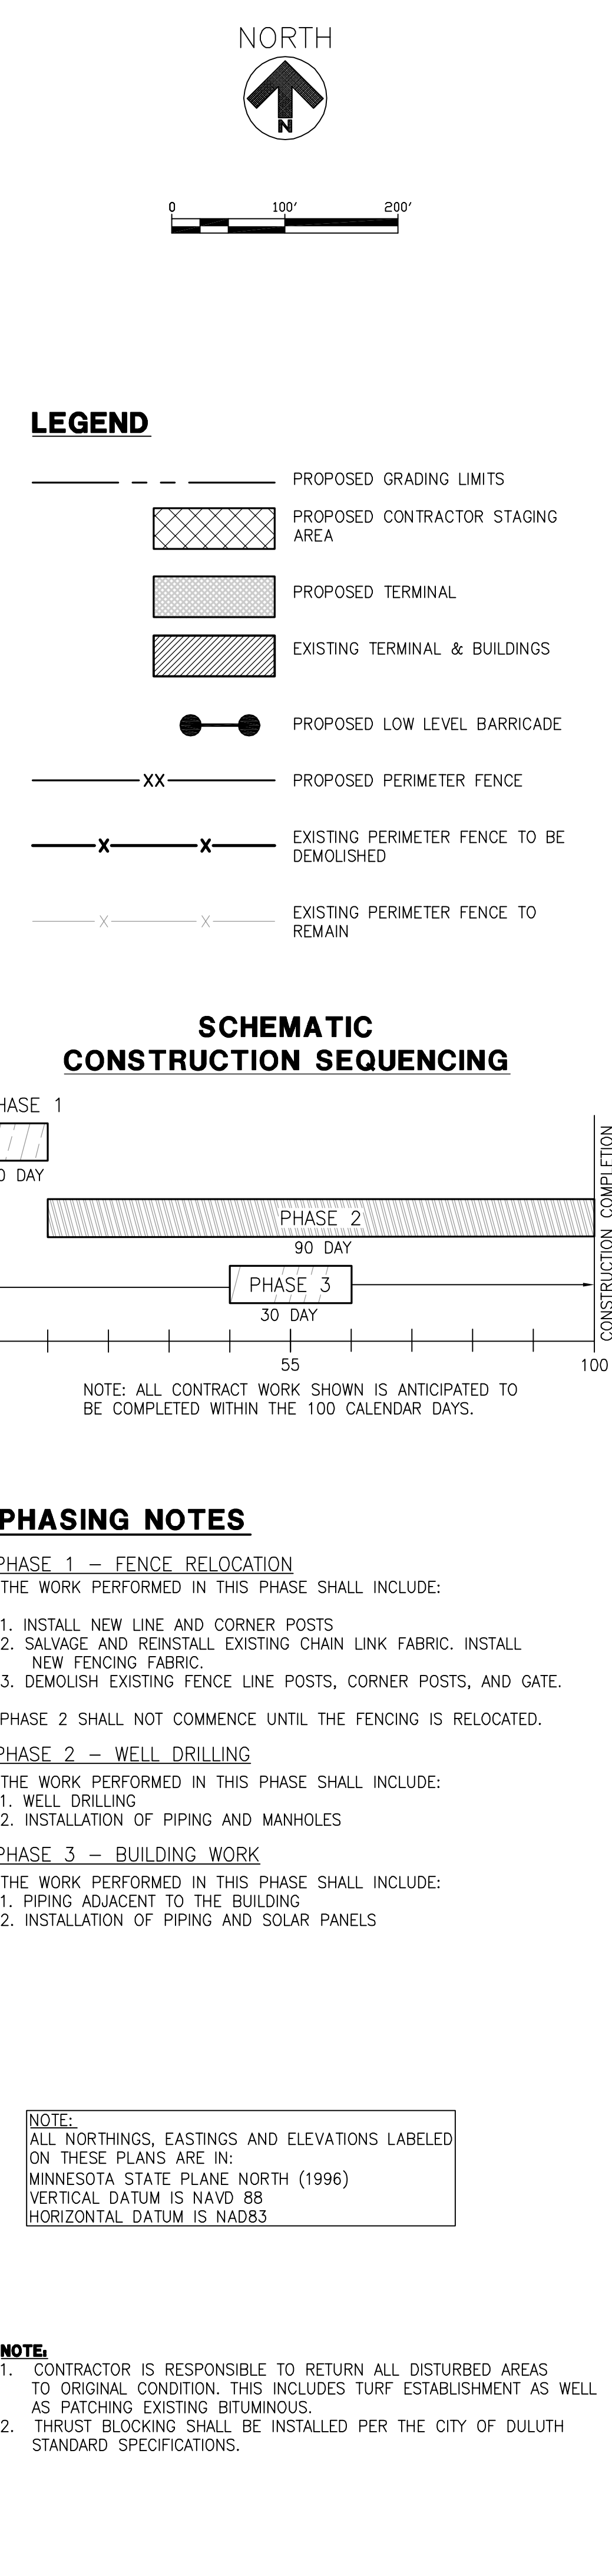 NORTH
N
0 100' 200'
LEGEND
PROPOSED GRADING LIMITS
PROPOSED CONTRACTOR STAGING
AREA
PROPOSED TERMINAL
EXISTING TERMINAL & BUILDINGS
PROPOSED LOW LEVEL BARRICADE
XX
PROPOSED PERIMETER FENCE
X X
EXISTING PERIMETER FENCE TO BE
DEMOLISHED
X X
EXISTING PERIMETER FENCE TO
REMAIN
SCHEMATIC
CONSTRUCTION SEQUENCING
HASE 1
0 DAY
PHASE 2
90 DAY
PHASE 3
30 DAY
CONSTRUCTION COMPLETION
55 100
NOTE: ALL CONTRACT WORK SHOWN IS ANTICIPATED TO
BE COMPLETED WITHIN THE 100 CALENDAR DAYS.
PHASING NOTES
PHASE 1 – FENCE RELOCATION
THE WORK PERFORMED IN THIS PHASE SHALL INCLUDE:
1. INSTALL NEW LINE AND CORNER POSTS
2. SALVAGE AND REINSTALL EXISTING CHAIN LINK FABRIC. INSTALL
NEW FENCING FABRIC.
3. DEMOLISH EXISTING FENCE LINE POSTS, CORNER POSTS, AND GATE.
PHASE 2 SHALL NOT COMMENCE UNTIL THE FENCING IS RELOCATED.
PHASE 2 – WELL DRILLING
THE WORK PERFORMED IN THIS PHASE SHALL INCLUDE:
1. WELL DRILLING
2. INSTALLATION OF PIPING AND MANHOLES
PHASE 3 – BUILDING WORK
THE WORK PERFORMED IN THIS PHASE SHALL INCLUDE:
1. PIPING ADJACENT TO THE BUILDING
2. INSTALLATION OF PIPING AND SOLAR PANELS
NOTE:
ALL NORTHINGS, EASTINGS AND ELEVATIONS LABELED
ON THESE PLANS ARE IN:
MINNESOTA STATE PLANE NORTH (1996)
VERTICAL DATUM IS NAVD 88
HORIZONTAL DATUM IS NAD83
NOTE:
1. CONTRACTOR IS RESPONSIBLE TO RETURN ALL DISTURBED AREAS
TO ORIGINAL CONDITION. THIS INCLUDES TURF ESTABLISHMENT AS WELL
AS PATCHING EXISTING BITUMINOUS.
2. THRUST BLOCKING SHALL BE INSTALLED PER THE CITY OF DULUTH
STANDARD SPECIFICATIONS.